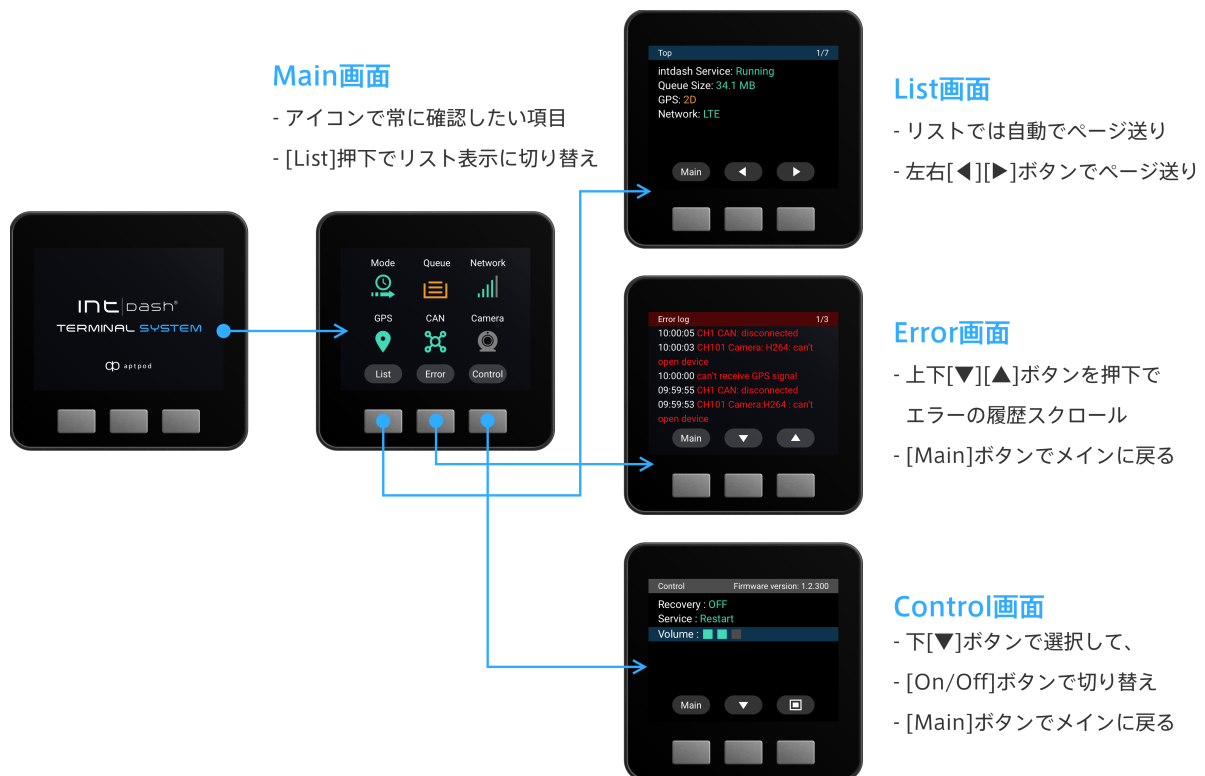 Main画面
- アイコンで常に確認したい項目
- [List]押下でリスト表示に切り替え
INT|DASH®
TERMINAL SYSTEM
aptpod
Mode Queue Network
GPS CAN Camera
List Error Control
Top 1/7
intdash Service: Running
Queue Size: 34.1 MB
GPS: 2D
Network: LTE
Main ◀ ▶
List画面
- リストでは自動でページ送り
- 左右[◀][▶]ボタンでページ送り
Error log 1/3
10:00:05 CH1 CAN: disconnected
10:00:03 CH101 Camera: H264: can't
open device
10:00:00 can't receive GPS signal
09:59:55 CH1 CAN: disconnected
09:59:53 CH101 Camera:H264 : can't
open device
Main ▼ ▲
Error画面
- 上下[▼][▲]ボタンを押下で
エラーの履歴スクロール
- [Main]ボタンでメインに戻る
Control Firmware version: 1.2.300
Recovery : OFF
Service : Restart
Volume :
Main ▼
Control画面
- 下[▼]ボタンで選択して、
- [On/Off]ボタンで切り替え
- [Main]ボタンでメインに戻る